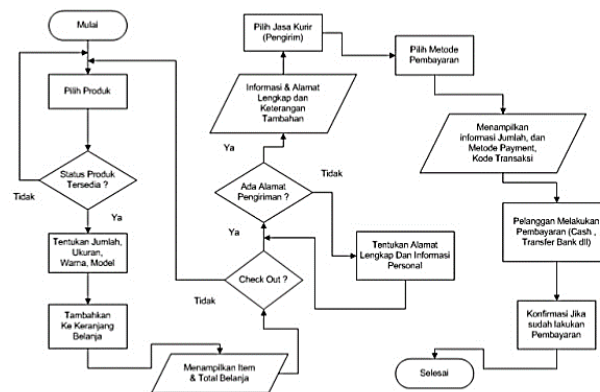 Mulai
Pilih Produk
Status Produk
Tersedia ?
Tidak
Ya
Tentukan Jumlah,
Ukuran,
Warna, Model
Tambahkan
Ke Keranjang
Belanja
Menampilkan Item
& Total Belanja
Check Out ?
Tidak
Ya
Ada Alamat
Pengiriman ?
Tidak
Ya
Tentukan Alamat
Lengkap Dan Informasi
Personal
Informasi & Alamat
Lengkap dan
Keterangan
Tambahan
Pilih Jasa Kurir
(Pengirim)
Pilih Metode
Pembayaran
Menampilkan
informasi Jumlah, dan
Metode Payment,
Kode Transaksi
Pelanggan Melakukan
Pembayaran (Cash ,
Transfer Bank dll)
Konfirmasi Jika
sudah lakukan
Pembayaran
Selesai